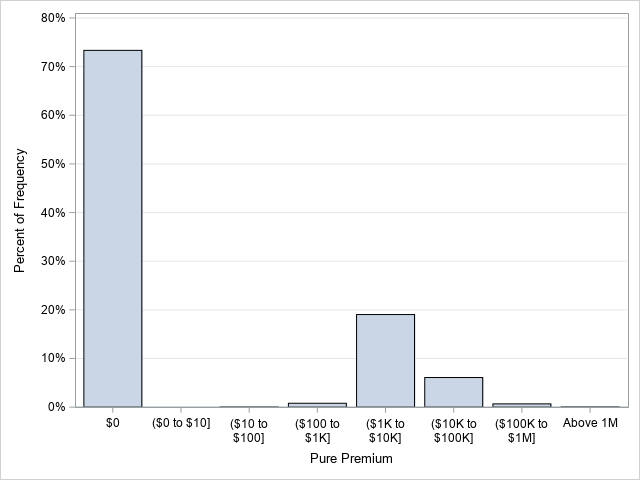 80%
70%
60%
50%
40%
30%
20%
10%
0%
Percent of Frequency
$0
($0 to $10]
($10 to
$100]
($100 to
$1K]
($1K to
$10K]
($10K to
$100K]
($100K to
$1M]
Above 1M
Pure Premium